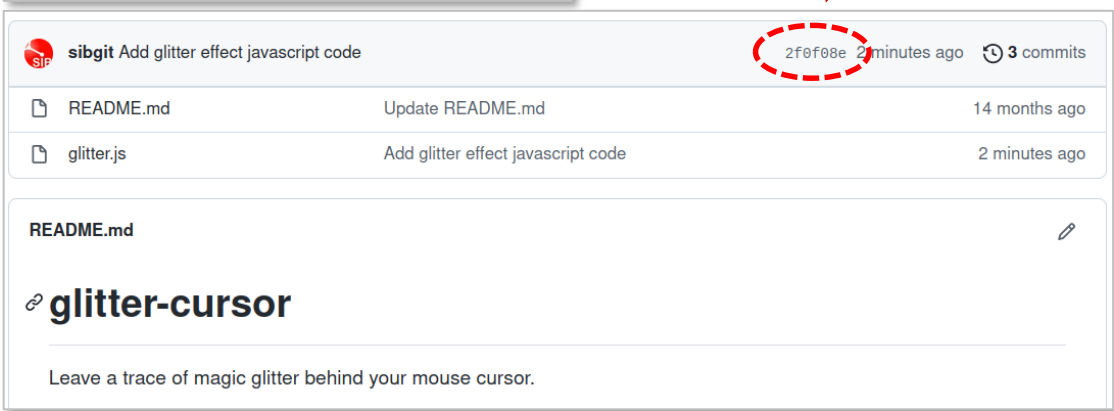 SIB
sibgit Add glitter effect javascript code 2f0f08e 2 minutes ago 3 commits
README.md Update README.md 14 months ago
glitter.js Add glitter effect javascript code 2 minutes ago
README.md
glitter-cursor
Leave a trace of magic glitter behind your mouse cursor.